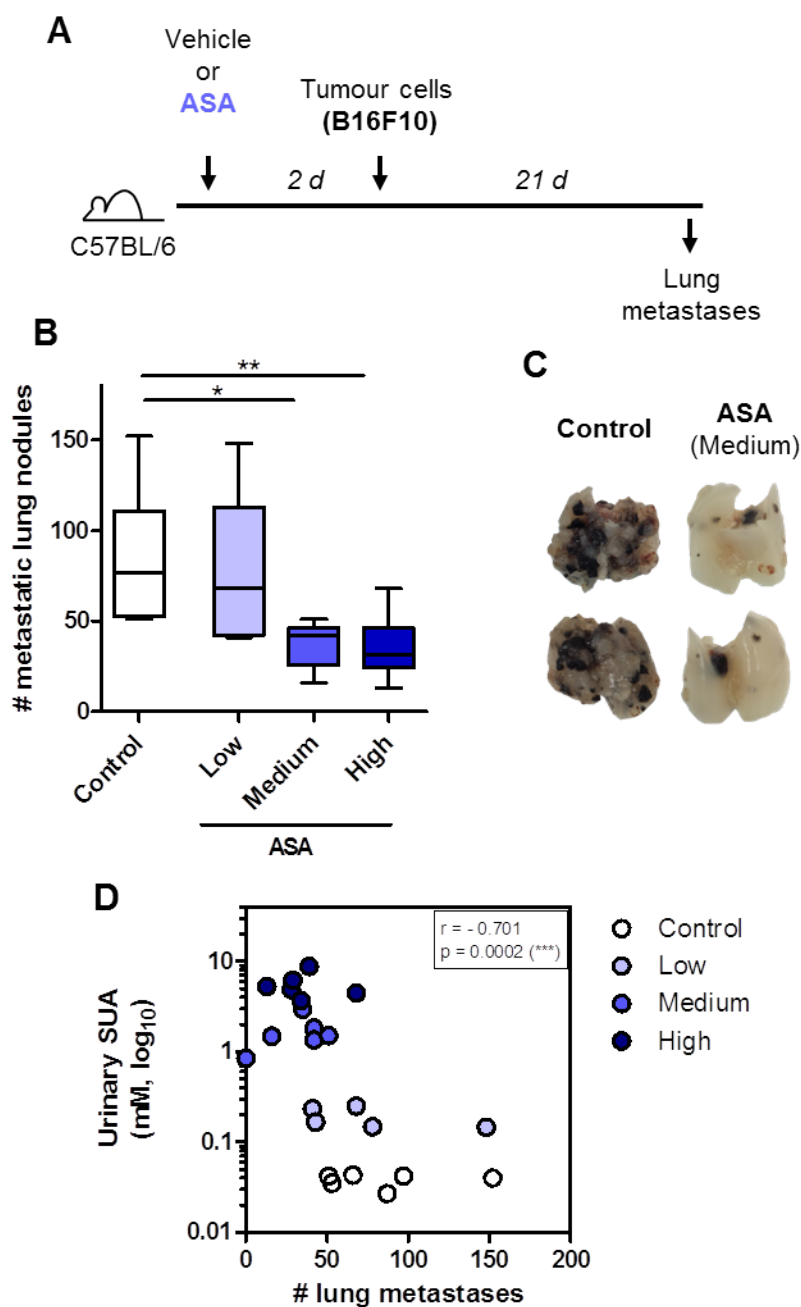 A
Vehicle
or
ASA
Tumour cells
(B16F10)
2 d
21 d
C57BL/6
Lung
metastases
B
**
*
# metastatic lung nodules
150
100
50
0
Control
Low
Medium
High
ASA
C
Control
ASA
(Medium)
D
r = - 0.701
p = 0.0002 (***)
Urinary SUA
(mM, log10)
10
1
0.1
0.01
0
50
100
150
200
# lung metastases
Control
Low
Medium
High